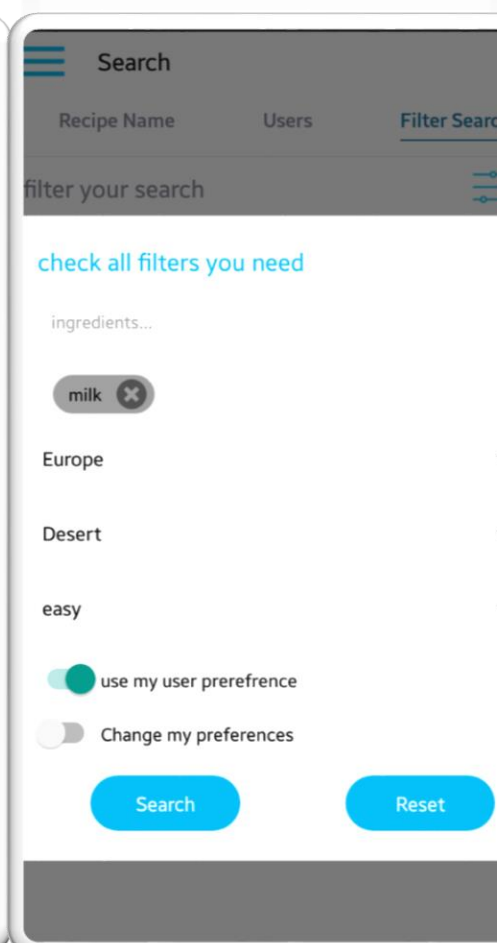 Search
Recipe Name Users Filter Searc
filter your search
check all filters you need
ingredients...
milk
Europe
Desert
easy
use my user prerefrence
Change my preferences
Search Reset